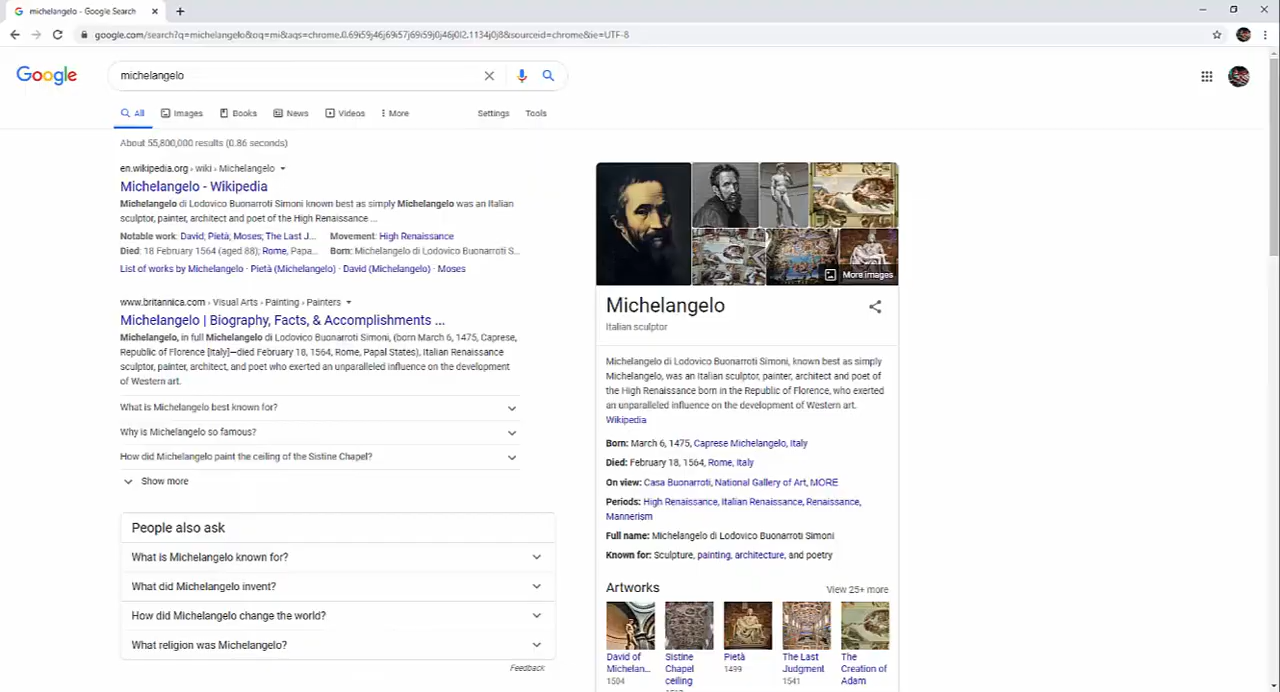 michelangelo - Google Search
google.com/search?q=michelangelo&oq=mi&aqs=chrome.0.69i59j46j69i57j69i59j0j46j0l2.1134j0j8&sourceid=chrome&ie=UTF-8
Google
michelangelo
All Images Books News Videos More Settings Tools
About 55,800,000 results (0.86 seconds)
en.wikipedia.org › wiki › Michelangelo
Michelangelo - Wikipedia
Michelangelo di Lodovico Buonarroti Simoni known best as simply Michelangelo was an Italian
sculptor, painter, architect and poet of the High Renaissance ...
Notable work: David; Pietà; Moses; The Last J... Movement: High Renaissance
Died: 18 February 1564 (aged 88); Rome, Papa... Born: Michelangelo di Lodovico Buonarroti S...
List of works by Michelangelo · Pietà (Michelangelo) · David (Michelangelo) · Moses
www.britannica.com › Visual Arts › Painting › Painters
Michelangelo | Biography, Facts, & Accomplishments ...
Michelangelo, in full Michelangelo di Lodovico Buonarroti Simoni, (born March 6, 1475, Caprese,
Republic of Florence [Italy]—died February 18, 1564, Rome, Papal States), Italian Renaissance
sculptor, painter, architect, and poet who exerted an unparalleled influence on the development
of Western art.
What is Michelangelo best known for?
Why is Michelangelo so famous?
How did Michelangelo paint the ceiling of the Sistine Chapel?
Show more
People also ask
What is Michelangelo known for?
What did Michelangelo invent?
How did Michelangelo change the world?
What religion was Michelangelo?
Feedback
More images
Michelangelo
Italian sculptor
Michelangelo di Lodovico Buonarroti Simoni, known best as simply
Michelangelo, was an Italian sculptor, painter, architect and poet of
the High Renaissance born in the Republic of Florence, who exerted
an unparalleled influence on the development of Western art.
Wikipedia
Born: March 6, 1475, Caprese Michelangelo, Italy
Died: February 18, 1564, Rome, Italy
On view: Casa Buonarroti, National Gallery of Art, MORE
Periods: High Renaissance, Italian Renaissance, Renaissance,
Mannerism
Full name: Michelangelo di Lodovico Buonarroti Simoni
Known for: Sculpture, painting, architecture, and poetry
Artworks
View 25+ more
David of
Michelan...
1504
Sistine
Chapel
ceiling
Pietà
1499
The Last
Judgment
1541
The
Creation of
Adam